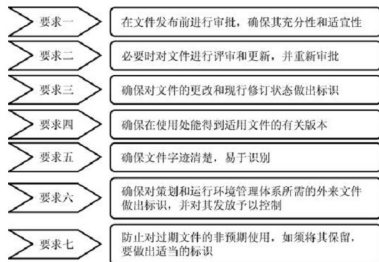 要求一
在文件发布前进行审批，确保其充分性和适宜性
要求二
必要时对文件进行评审和更新，并重新审批
要求三
确保对文件的更改和现行修订状态做出标识
要求四
确保在使用处能得到适用文件的有关版本
要求五
确保文件字迹清楚，易于识别
要求六
确保对策划和运行环境管理体系所需的外来文件
做出标识，并对其发放予以控制
要求七
防止对过期文件的非预期使用，如须将其保留，
要做出适当的标识